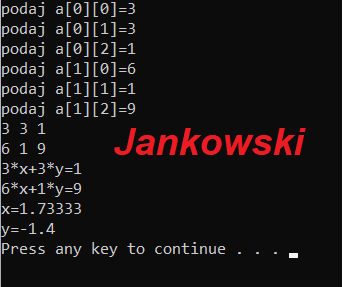 podaj a[0][0]=3
podaj a[0][1]=3
podaj a[0][2]=1
podaj a[1][0]=6
podaj a[1][1]=1
podaj a[1][2]=9
3 3 1
6 1 9
Jankowski
3*x+3*y=1
6*x+1*y=9
x=1.73333
y=-1.4
Press any key to continue . . .